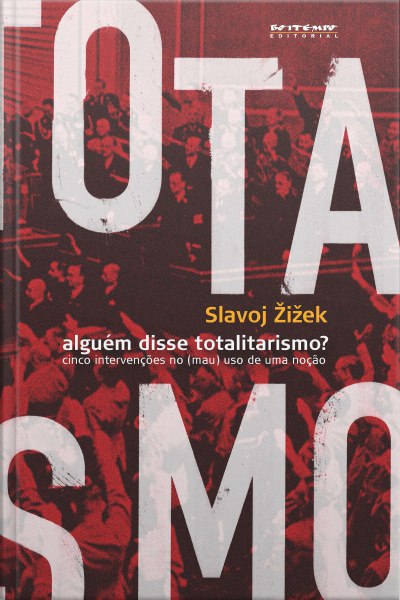 BOITEMPO
EDITORIAL
TOTA
Slavoj Žižek
alguém disse totalitarismo?
cinco intervenções no (mau) uso de uma noção
SMO